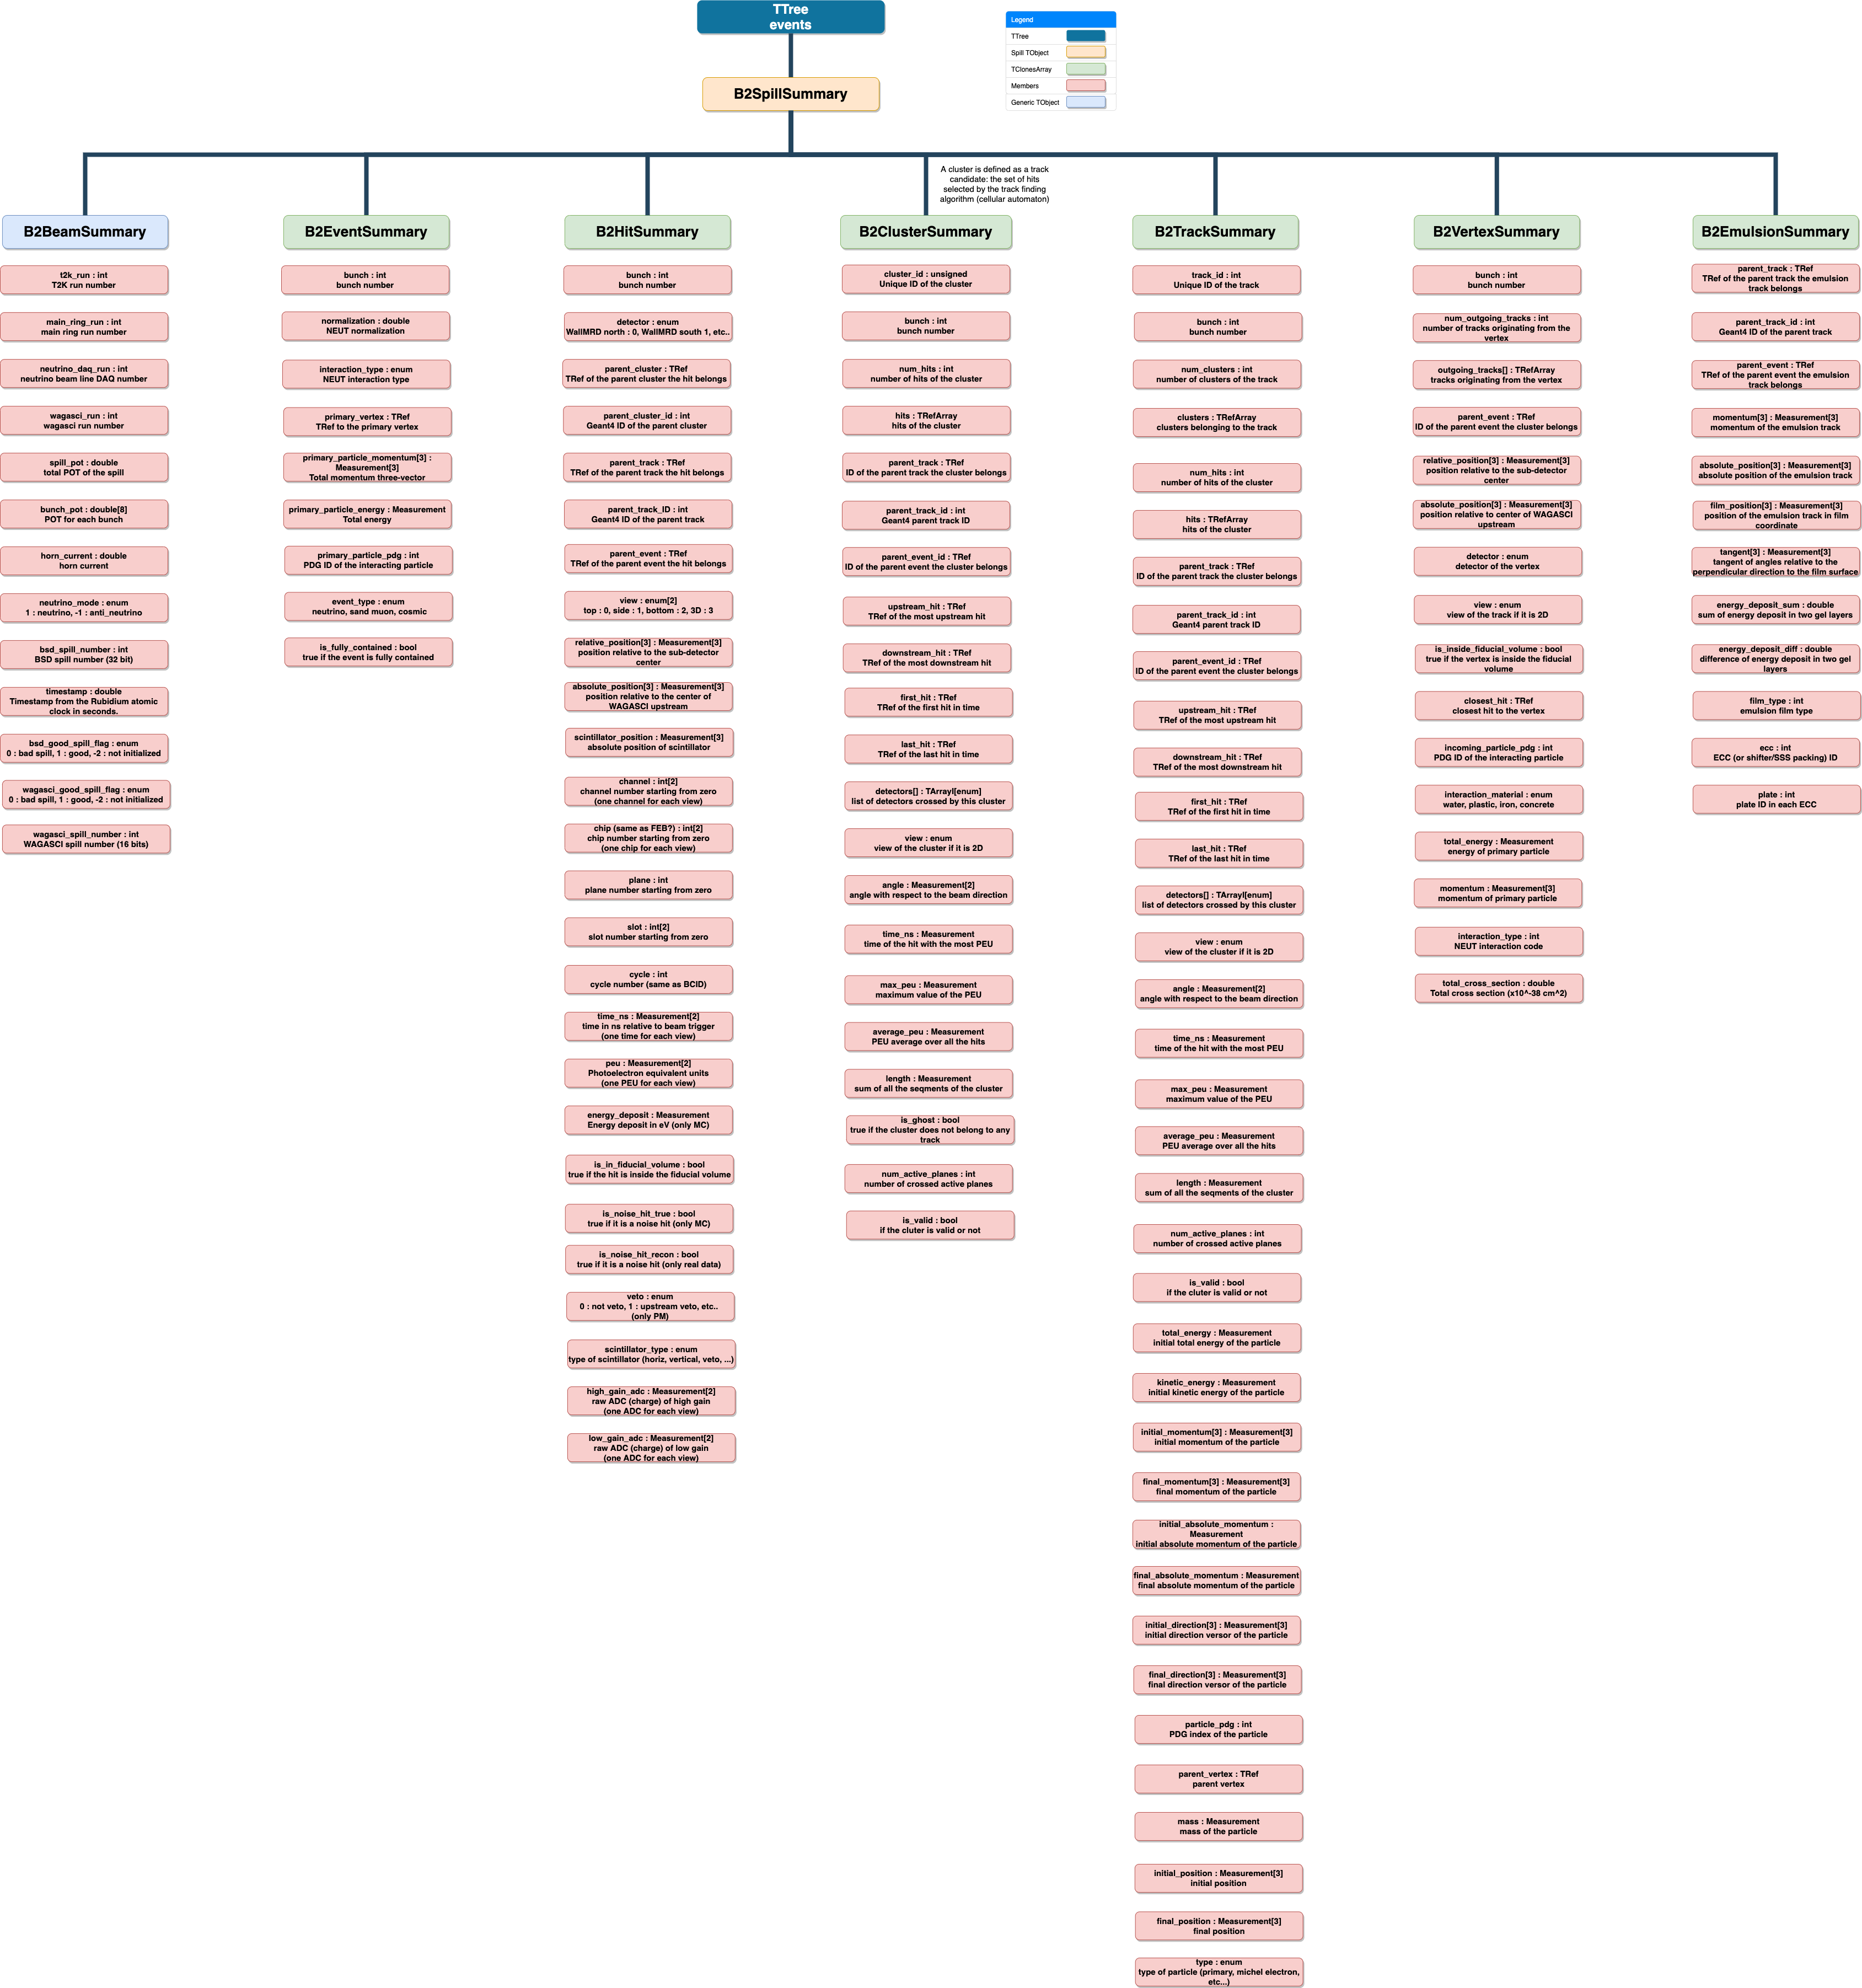 TTree
events
Legend
TTree
Spill TObject
TClonesArray
Members
Generic TObject
B2SpillSummary
A cluster is defined as a track
candidate: the set of hits
selected by the track finding
algorithm (cellular automaton)
B2BeamSummary
t2k_run : int
T2K run number
main_ring_run : int
main ring run number
neutrino_daq_run : int
neutrino beam line DAQ number
wagasci_run : int
wagasci run number
spill_pot : double
total POT of the spill
bunch_pot : double[8]
POT for each bunch
horn_current : double
horn current
neutrino_mode : enum
1 : neutrino, -1 : anti_neutrino
bsd_spill_number : int
BSD spill number (32 bit)
timestamp : double
Timestamp from the Rubidium atomic
clock in seconds.
bsd_good_spill_flag : enum
0 : bad spill, 1 : good, -2 : not initialized
wagasci_good_spill_flag : enum
0 : bad spill, 1 : good, -2 : not initialized
wagasci_spill_number : int
WAGASCI spill number (16 bits)
B2EventSummary
bunch : int
bunch number
normalization : double
NEUT normalization
interaction_type : enum
NEUT interaction type
primary_vertex : TRef
TRef to the primary vertex
primary_particle_momentum[3] :
Measurement[3]
Total momentum three-vector
primary_particle_energy : Measurement
Total energy
primary_particle_pdg : int
PDG ID of the interacting particle
event_type : enum
neutrino, sand muon, cosmic
is_fully_contained : bool
true if the event is fully contained
B2HitSummary
bunch : int
bunch number
detector : enum
WallMRD north : 0, WallMRD south 1, etc..
parent_cluster : TRef
TRef of the parent cluster the hit belongs
parent_cluster_id : int
Geant4 ID of the parent cluster
parent_track : TRef
TRef of the parent track the hit belongs
parent_track_ID : int
Geant4 ID of the parent track
parent_event : TRef
TRef of the parent event the hit belongs
view : enum[2]
top : 0, side : 1, bottom : 2, 3D : 3
relative_position[3] : Measurement[3]
position relative to the sub-detector
center
absolute_position[3] : Measurement[3]
position relative to the center of
WAGASCI upstream
scintillator_position : Measurement[3]
absolute position of scintillator
channel : int[2]
channel number starting from zero
(one channel for each view)
chip (same as FEB?) : int[2]
chip number starting from zero
(one chip for each view)
plane : int
plane number starting from zero
slot : int[2]
slot number starting from zero
cycle : int
cycle number (same as BCID)
time_ns : Measurement[2]
time in ns relative to beam trigger
(one time for each view)
peu : Measurement[2]
Photoelectron equivalent units
(one PEU for each view)
energy_deposit : Measurement
Energy deposit in eV (only MC)
is_in_fiducial_volume : bool
true if the hit is inside the fiducial volume
is_noise_hit_true : bool
true if it is a noise hit (only MC)
is_noise_hit_recon : bool
true if it is a noise hit (only real data)
veto : enum
0 : not veto, 1 : upstream veto, etc..
(only PM)
scintillator_type : enum
type of scintillator (horiz, vertical, veto, ...)
high_gain_adc : Measurement[2]
raw ADC (charge) of high gain
(one ADC for each view)
low_gain_adc : Measurement[2]
raw ADC (charge) of low gain
(one ADC for each view)
B2ClusterSummary
cluster_id : unsigned
Unique ID of the cluster
bunch : int
bunch number
num_hits : int
number of hits of the cluster
hits : TRefArray
hits of the cluster
parent_track : TRef
ID of the parent track the cluster belongs
parent_track_id : int
Geant4 parent track ID
parent_event_id : TRef
ID of the parent event the cluster belongs
upstream_hit : TRef
TRef of the most upstream hit
downstream_hit : TRef
TRef of the most downstream hit
first_hit : TRef
TRef of the first hit in time
last_hit : TRef
TRef of the last hit in time
detectors[] : TArrayI[enum]
list of detectors crossed by this cluster
view : enum
view of the cluster if it is 2D
angle : Measurement[2]
angle with respect to the beam direction
time_ns : Measurement
time of the hit with the most PEU
max_peu : Measurement
maximum value of the PEU
average_peu : Measurement
PEU average over all the hits
length : Measurement
sum of all the seqments of the cluster
is_ghost : bool
true if the cluster does not belong to any
track
num_active_planes : int
number of crossed active planes
is_valid : bool
if the cluter is valid or not
B2TrackSummary
track_id : int
Unique ID of the track
bunch : int
bunch number
num_clusters : int
number of clusters of the track
clusters : TRefArray
clusters belonging to the track
num_hits : int
number of hits of the cluster
hits : TRefArray
hits of the cluster
parent_track : TRef
ID of the parent track the cluster belongs
parent_track_id : int
Geant4 parent track ID
parent_event_id : TRef
ID of the parent event the cluster belongs
upstream_hit : TRef
TRef of the most upstream hit
downstream_hit : TRef
TRef of the most downstream hit
first_hit : TRef
TRef of the first hit in time
last_hit : TRef
TRef of the last hit in time
detectors[] : TArrayI[enum]
list of detectors crossed by this cluster
view : enum
view of the cluster if it is 2D
angle : Measurement[2]
angle with respect to the beam direction
time_ns : Measurement
time of the hit with the most PEU
max_peu : Measurement
maximum value of the PEU
average_peu : Measurement
PEU average over all the hits
length : Measurement
sum of all the seqments of the cluster
num_active_planes : int
number of crossed active planes
is_valid : bool
if the cluter is valid or not
total_energy : Measurement
initial total energy of the particle
kinetic_energy : Measurement
initial kinetic energy of the particle
initial_momentum[3] : Measurement[3]
initial momentum of the particle
final_momentum[3] : Measurement[3]
final momentum of the particle
initial_absolute_momentum :
Measurement
initial absolute momentum of the particle
final_absolute_momentum : Measurement
final absolute momentum of the particle
initial_direction[3] : Measurement[3]
initial direction versor of the particle
final_direction[3] : Measurement[3]
final direction versor of the particle
particle_pdg : int
PDG index of the particle
parent_vertex : TRef
parent vertex
mass : Measurement
mass of the particle
initial_position : Measurement[3]
initial position
final_position : Measurement[3]
final position
type : enum
type of particle (primary, michel electron,
etc...)
B2VertexSummary
bunch : int
bunch number
num_outgoing_tracks : int
number of tracks originating from the
vertex
outgoing_tracks[] : TRefArray
tracks originating from the vertex
parent_event : TRef
ID of the parent event the cluster belongs
relative_position[3] : Measurement[3]
position relative to the sub-detector
center
absolute_position[3] : Measurement[3]
position relative to center of WAGASCI
upstream
detector : enum
detector of the vertex
view : enum
view of the track if it is 2D
is_inside_fiducial_volume : bool
true if the vertex is inside the fiducial
volume
closest_hit : TRef
closest hit to the vertex
incoming_particle_pdg : int
PDG ID of the interacting particle
interaction_material : enum
water, plastic, iron, concrete
total_energy : Measurement
energy of primary particle
momentum : Measurement[3]
momentum of primary particle
interaction_type : int
NEUT interaction code
total_cross_section : double
Total cross section (x10^-38 cm^2)
B2EmulsionSummary
parent_track : TRef
TRef of the parent track the emulsion
track belongs
parent_track_id : int
Geant4 ID of the parent track
parent_event : TRef
TRef of the parent event the emulsion
track belongs
momentum[3] : Measurement[3]
momentum of the emulsion track
absolute_position[3] : Measurement[3]
absolute position of the emulsion track
film_position[3] : Measurement[3]
position of the emulsion track in film
coordinate
tangent[3] : Measurement[3]
tangent of angles relative to the
perpendicular direction to the film surface
energy_deposit_sum : double
sum of energy deposit in two gel layers
energy_deposit_diff : double
difference of energy deposit in two gel
layers
film_type : int
emulsion film type
ecc : int
ECC (or shifter/SSS packing) ID
plate : int
plate ID in each ECC